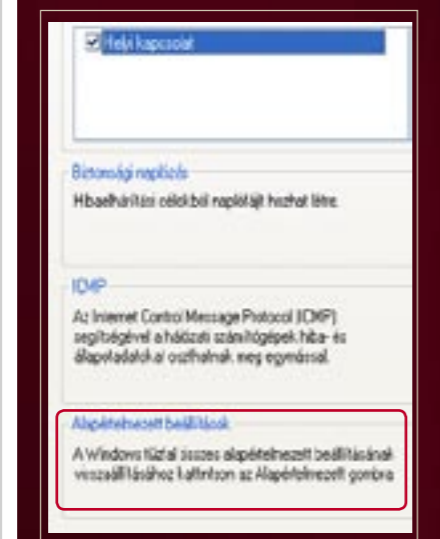 Helyi kapcsolat
Biztonsági naplózás
Hibaelhárítási célokból naplófájlt hozhat létre.
ICMP
Az Internet Control Message Protocol (ICMP)
segítségével a hálózati számítógépek hiba- és
állapotadatokat oszthatnak meg egymással.
Alapértelmezett beállítások
A Windows tűzfal összes alapértelmezett beállításának
visszaállításához kattintson az Alapértelmezett gombra